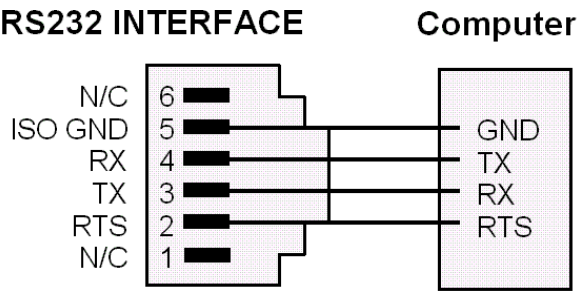 RS232 INTERFACE Computer
N/C 6
ISO GND 5 GND
RX 4 TX
TX 3 RX
RTS 2 RTS
N/C 1